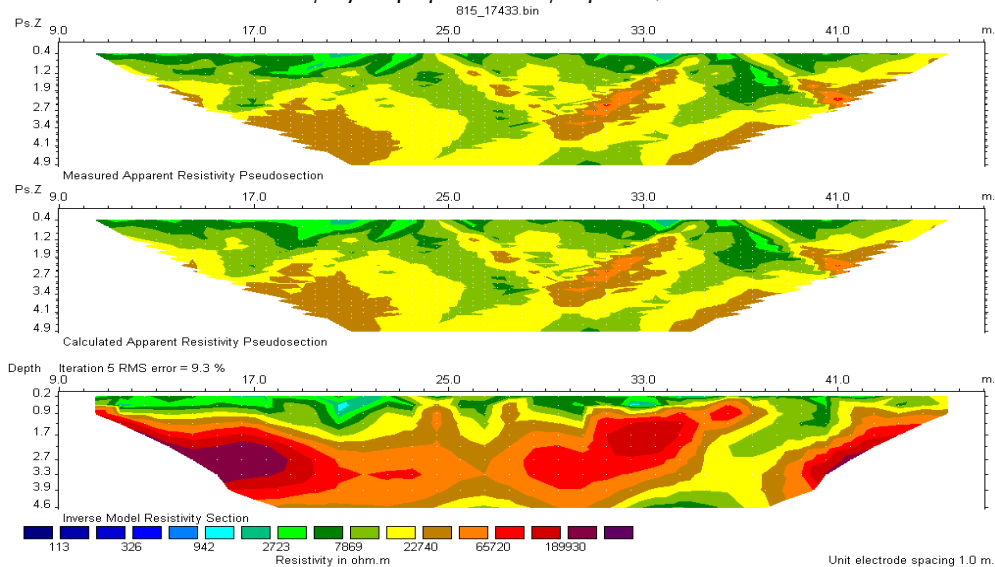 815_17433.bin
Ps.Z 9.0 17.0 25.0 33.0 41.0 m.
0.4
1.2
1.9
2.7
3.4
4.1
4.9
Measured Apparent Resistivity Pseudosection
Ps.Z 9.0 17.0 25.0 33.0 41.0 m.
0.4
1.2
1.9
2.7
3.4
4.1
4.9
Calculated Apparent Resistivity Pseudosection
Depth Iteration 5 RMS error = 9.3 %
9.0 17.0 25.0 33.0 41.0 m.
0.2
0.9
1.7
2.7
3.3
3.9
4.6
Inverse Model Resistivity Section
113 326 942 2723 7869 22740 65720 189930
Resistivity in ohm.m Unit electrode spacing 1.0 m.